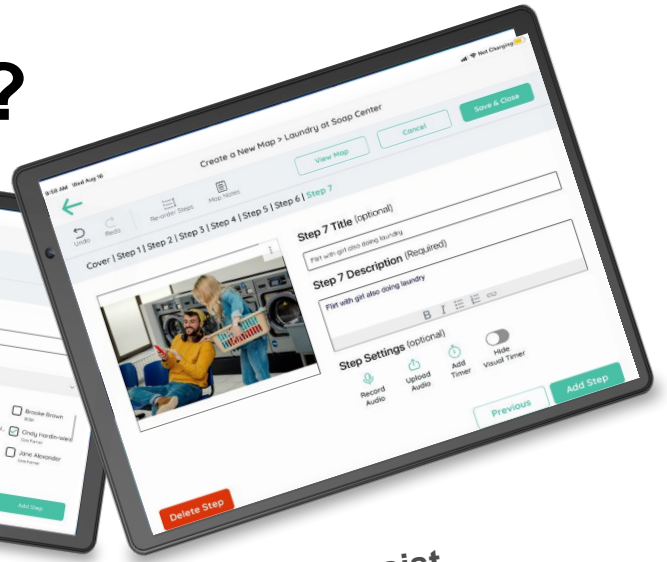 ?
9:58 AM Wed Aug 16
Not Charging
Create a New Map > Laundry at Soap Center
Undo
Redo
Re-order Steps
Map Notes
View Map
Cancel
Save & Close
Cover | Step 1 | Step 2 | Step 3 | Step 4 | Step 5 | Step 6 | Step 7
Step 7 Title (optional)
Flirt with girl also doing laundry
Step 7 Description (Required)
Flirt with girl also doing laundry
B I
Step Settings (optional)
Record Audio
Upload Audio
Add Timer
Hide Visual Timer
Previous
Add Step
Delete Step
Brooke Brown
Cindy Hardin-Weis
Jane Alexander
Add Step